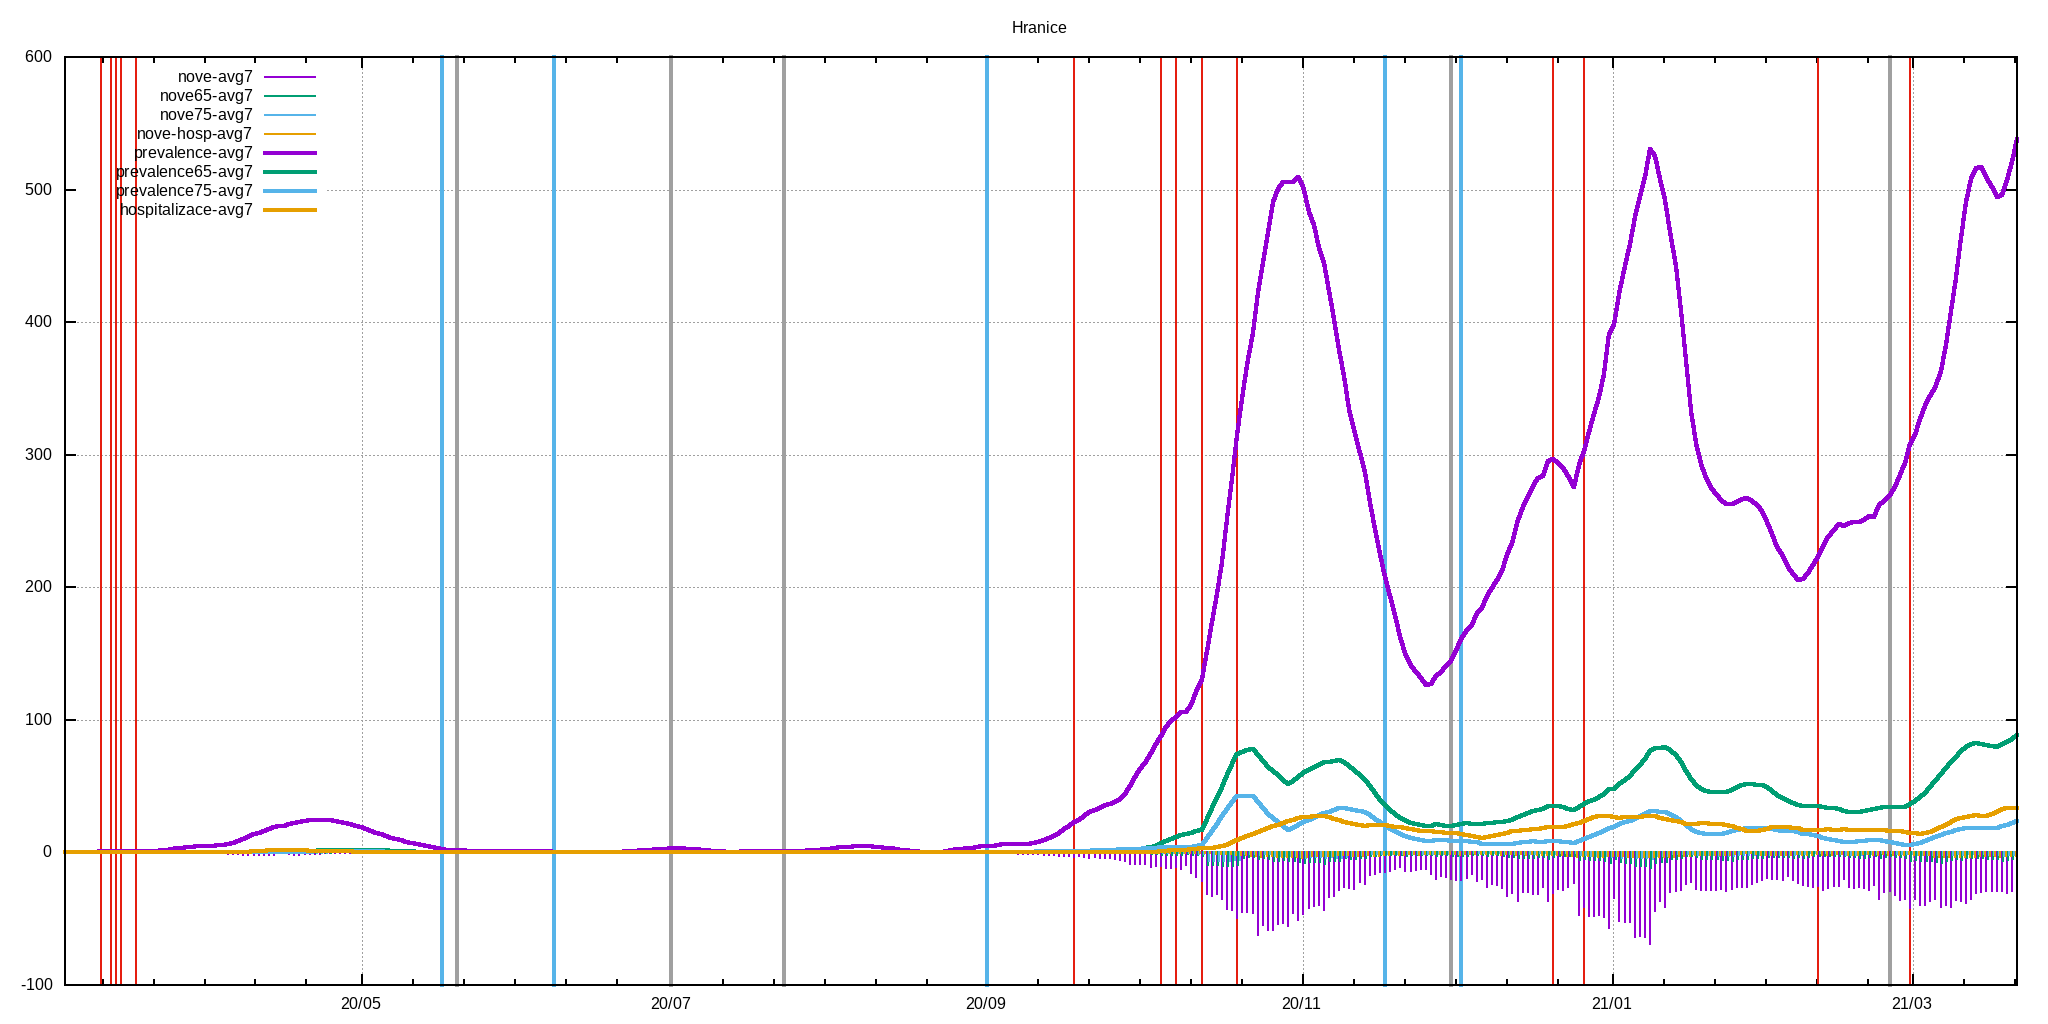 Hranice
600
500
400
300
200
100
0
-100
nove-avg7
nove65-avg7
nove75-avg7
nove-hosp-avg7
prevalence-avg7
prevalence65-avg7
prevalence75-avg7
hospitalizace-avg7
20/05
20/07
20/09
20/11
21/01
21/03